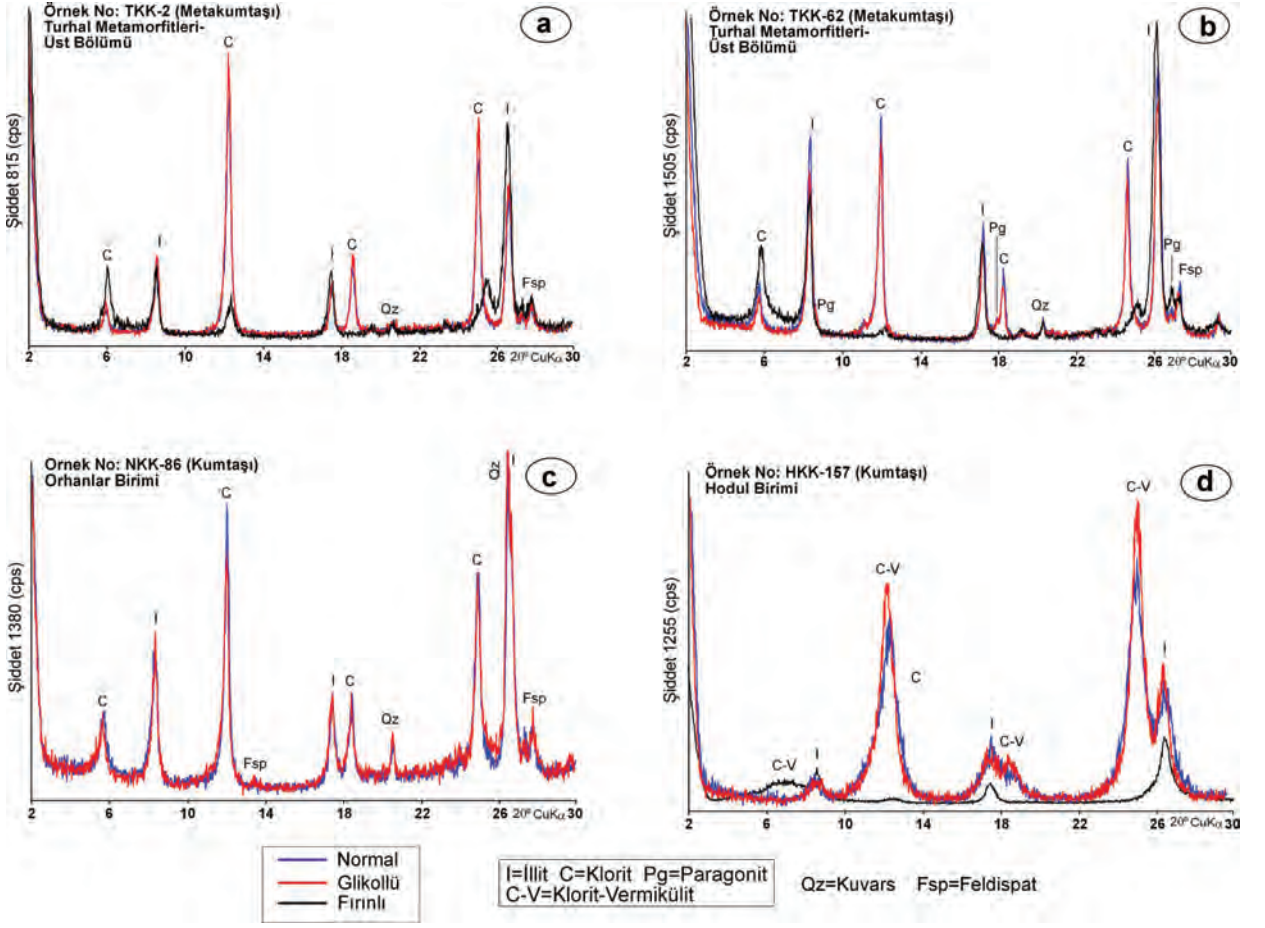 Örnek No: TKK-2 (Metakumtaşı)
Turhal Metamorfitleri-
Üst Bölümü
a
Şiddet 815 (cps)
C
I
C
I
C
Qz
C
I
Fsp
2
6
10
14
18
22
26
2θ° CuKα
30
Örnek No: TKK-62 (Metakumtaşı)
Turhal Metamorfitleri-
Üst Bölümü
b
Şiddet 1505 (cps)
C
I
Pg
C
I
Pg
C
Qz
C
I
Pg
Fsp
2
6
10
14
18
22
26
2θ° CuKα
30
Örnek No: NKK-86 (Kumtaşı)
Orhanlar Birimi
c
Şiddet 1380 (cps)
C
I
C
Fsp
I
C
Qz
C
Qz
I
Fsp
2
6
10
14
18
22
26
2θ° CuKα
30
Örnek No: HKK-157 (Kumtaşı)
Hodul Birimi
d
Şiddet 1255 (cps)
C-V
I
C-V
C
I
C-V
C-V
I
2
6
10
14
18
22
26
2θ° CuKα
30
Normal
Glikollü
Fırınlı
I=İllit C=Klorit Pg=Paragonit
C-V=Klorit-Vermikülit
Qz=Kuvars Fsp=Feldispat